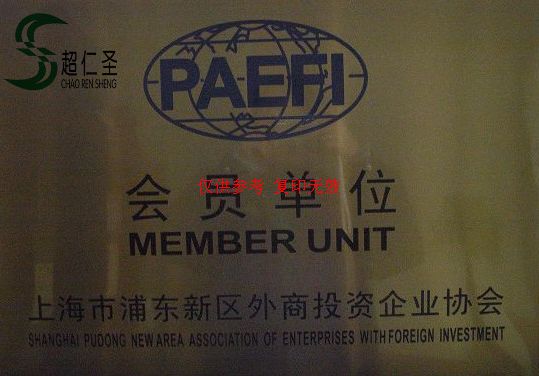 超仁圣
CHAO REN SHENG
PAEFI
会员单位
仅供参考 复印无效
MEMBER UNIT
上海市浦东新区外商投资企业协会
SHANGHAI PUDONG NEW AREA ASSOCIATION OF ENTERPRISES WITH FOREIGN INVESTMENT